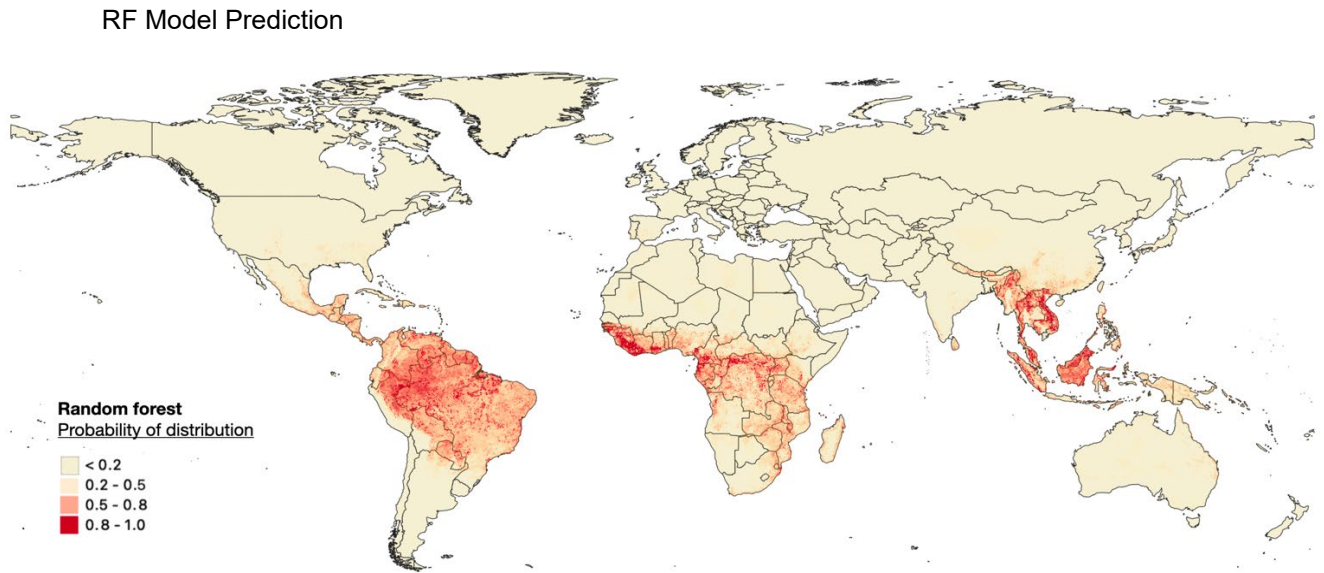 RF Model Prediction
Random forest
Probability of distribution
< 0.2
0.2 - 0.5
0.5 - 0.8
0.8 - 1.0